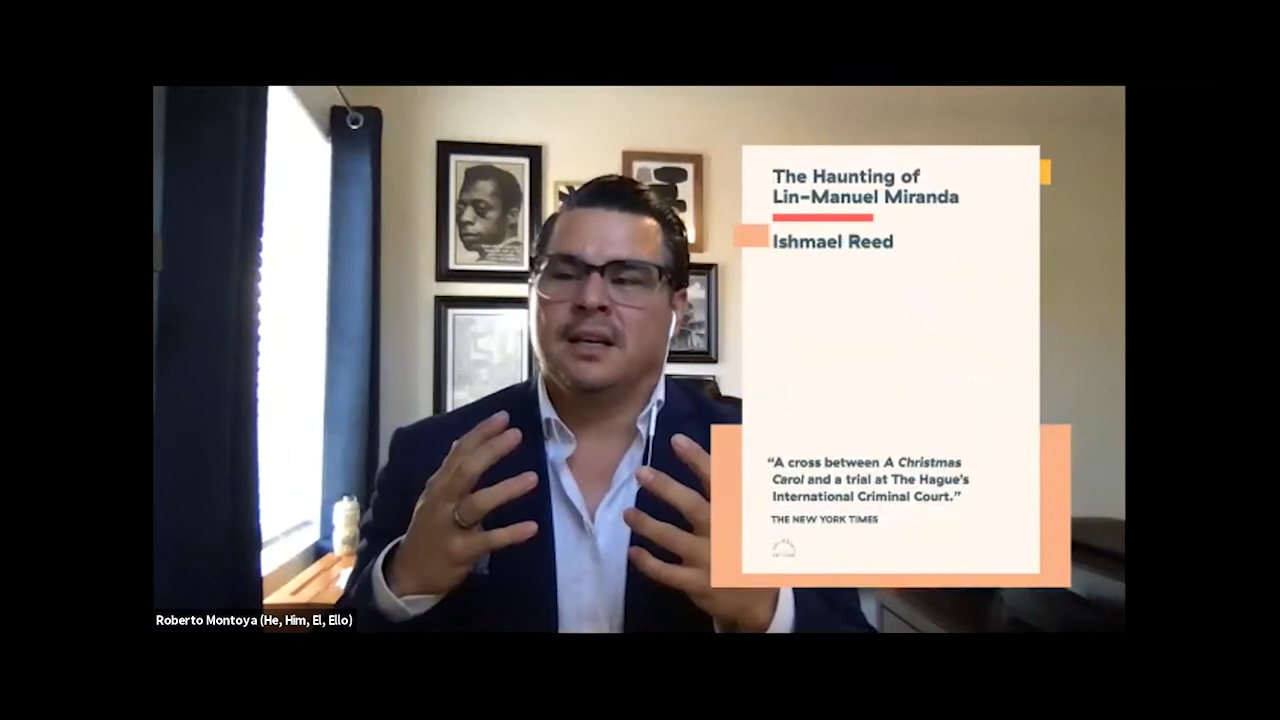 The Haunting of
Lin-Manuel Miranda
Ishmael Reed
“A cross between A Christmas
Carol and a trial at The Hague’s
International Criminal Court.”
THE NEW YORK TIMES
Roberto Montoya (He, Him, El, Ello)